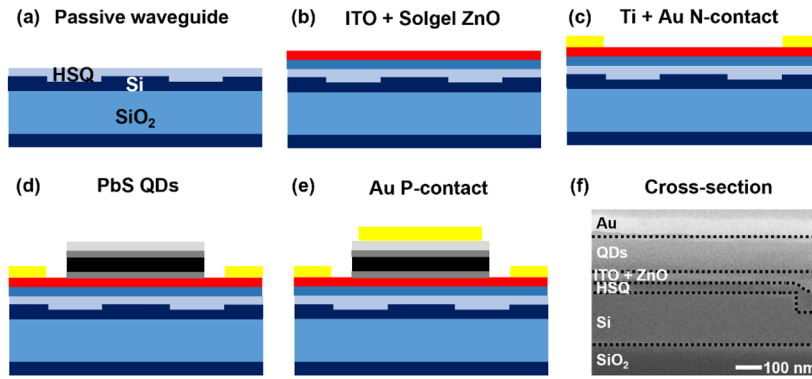 (a) Passive waveguide
HSQ
Si
SiO2
(b) ITO + Solgel ZnO
(c) Ti + Au N-contact
(d) PbS QDs
(e) Au P-contact
(f) Cross-section
Au
QDs
ITO + ZnO
HSQ
Si
SiO2
100 nm